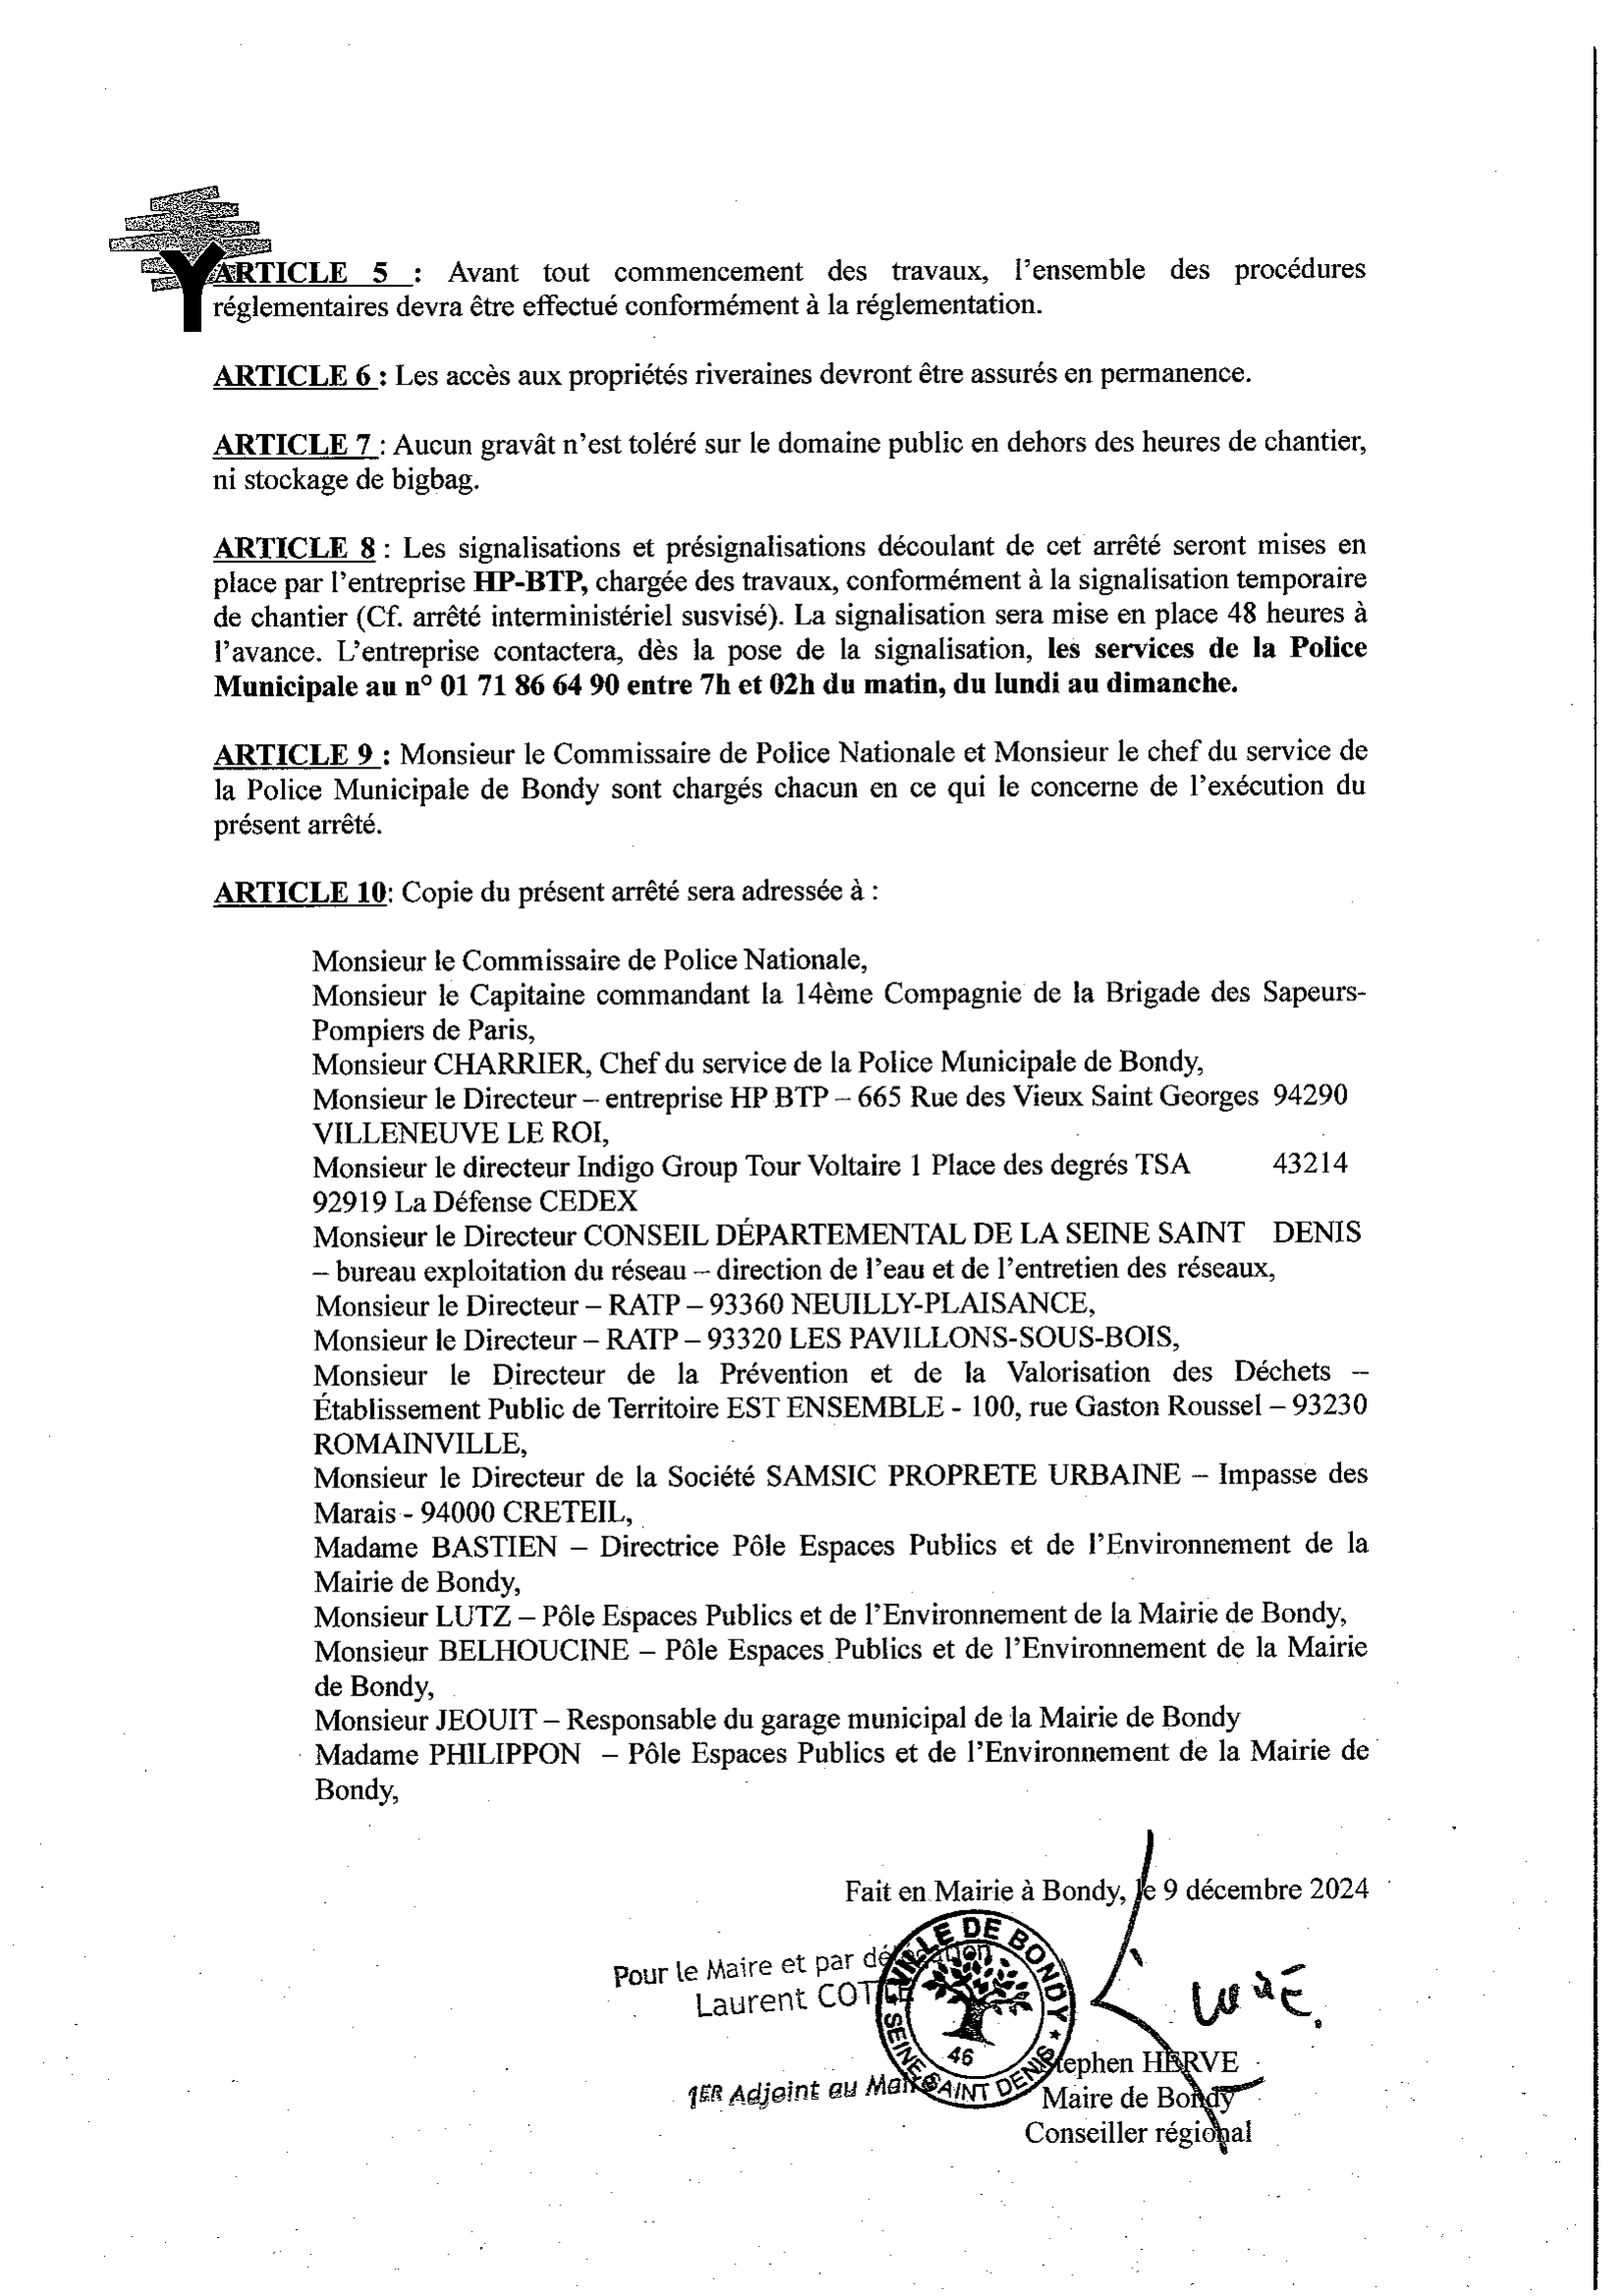 ARTICLE 5 : Avant tout commencement des travaux, l'ensemble des procédures
réglementaires devra être effectué conformément à la réglementation.
ARTICLE 6 : Les accès aux propriétés riveraines devront être assurés en permanence.
ARTICLE 7 : Aucun gravât n'est toléré sur le domaine public en dehors des heures de chantier,
ni stockage de bigbag.
ARTICLE 8 : Les signalisations et présignalisations découlant de cet arrêté seront mises en
place par l'entreprise HP-BTP, chargée des travaux, conformément à la signalisation temporaire
de chantier (Cf. arrêté interministériel susvisé). La signalisation sera mise en place 48 heures à
l'avance. L'entreprise contactera, dès la pose de la signalisation, les services de la Police
Municipale au n° 01 71 86 64 90 entre 7h et 02h du matin, du lundi au dimanche.
ARTICLE 9 : Monsieur le Commissaire de Police Nationale et Monsieur le chef du service de
la Police Municipale de Bondy sont chargés chacun en ce qui le concerne de l'exécution du
présent arrêté.
ARTICLE 10: Copie du présent arrêté sera adressée à :
Monsieur le Commissaire de Police Nationale,
Monsieur le Capitaine commandant la 14ème Compagnie de la Brigade des Sapeurs-
Pompiers de Paris,
Monsieur CHARRIER, Chef du service de la Police Municipale de Bondy,
Monsieur le Directeur – entreprise HP BTP – 665 Rue des Vieux Saint Georges 94290
VILLENEUVE LE ROI,
Monsieur le directeur Indigo Group Tour Voltaire 1 Place des degrés TSA 43214
92919 La Défense CEDEX
Monsieur le Directeur CONSEIL DÉPARTEMENTAL DE LA SEINE SAINT DENIS
– bureau exploitation du réseau – direction de l'eau et de l'entretien des réseaux,
Monsieur le Directeur – RATP – 93360 NEUILLY-PLAISANCE,
Monsieur le Directeur – RATP – 93320 LES PAVILLONS-SOUS-BOIS,
Monsieur le Directeur de la Prévention et de la Valorisation des Déchets –
Établissement Public de Territoire EST ENSEMBLE - 100, rue Gaston Roussel – 93230
ROMAINVILLE,
Monsieur le Directeur de la Société SAMSIC PROPRETE URBAINE – Impasse des
Marais - 94000 CRETEIL,
Madame BASTIEN – Directrice Pôle Espaces Publics et de l'Environnement de la
Mairie de Bondy,
Monsieur LUTZ – Pôle Espaces Publics et de l'Environnement de la Mairie de Bondy,
Monsieur BELHOUCINE – Pôle Espaces Publics et de l'Environnement de la Mairie
de Bondy,
Monsieur JEOUIT – Responsable du garage municipal de la Mairie de Bondy
Madame PHILIPPON – Pôle Espaces Publics et de l'Environnement de la Mairie de
Bondy,
Fait en Mairie à Bondy, le 9 décembre 2024
Pour le Maire et par délégation
Laurent
1ER Adjoint au Maire
VILLE DE BONDY
SEINE SAINT DENIS
46
Stephen HERVE
Maire de Bondy
Conseiller régional